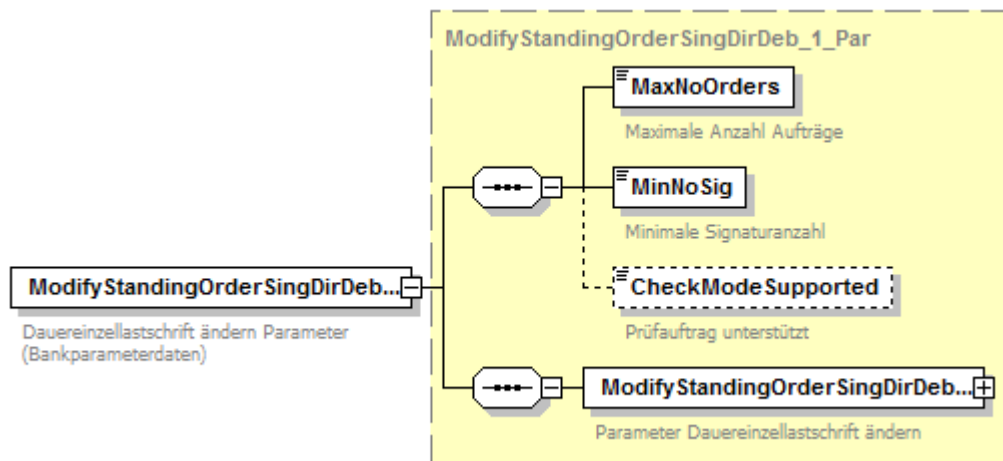 ModifyStandingOrderSingDirDeb_1_Par
MaxNoOrders
Maximale Anzahl Aufträge
MinNoSig
Minimale Signaturanzahl
CheckModeSupported
Prüfauftrag unterstützt
ModifyStandingOrderSingDirDeb...
Dauereinzellastschrift ändern Parameter
(Bankparameterdaten)
ModifyStandingOrderSingDirDeb...
Parameter Dauereinzellastschrift ändern